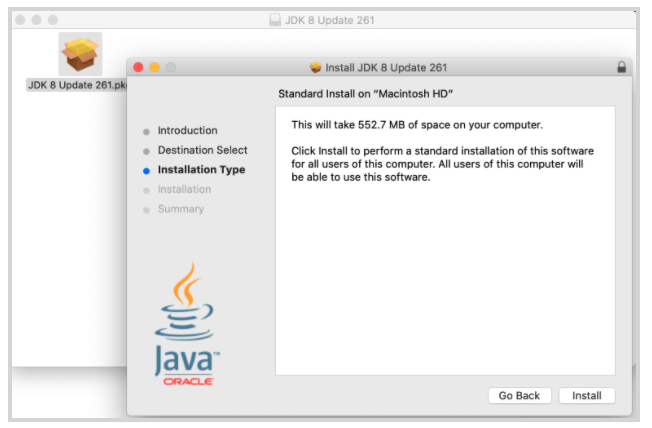 JDK 8 Update 261
JDK 8 Update 261.pk
Install JDK 8 Update 261
Standard Install on "Macintosh HD"
Introduction
Destination Select
Installation Type
Installation
Summary
This will take 552.7 MB of space on your computer.
Click Install to perform a standard installation of this software
for all users of this computer. All users of this computer will
be able to use this software.
Java™
ORACLE
Go Back
Install